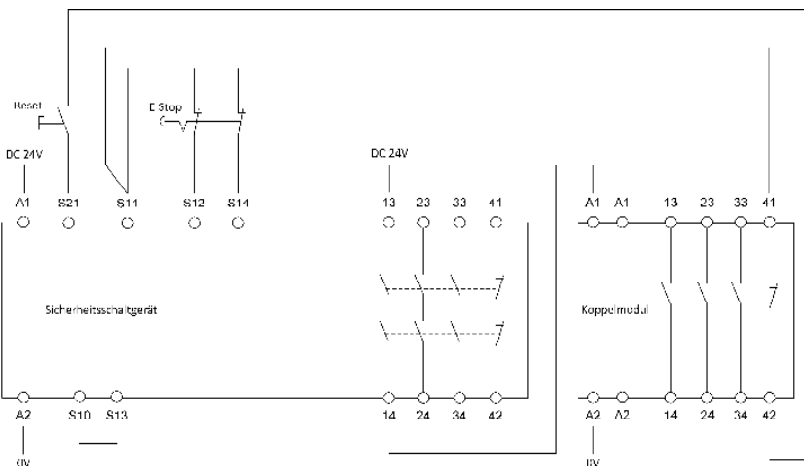 Reset
E Stop
DC 24V
DC 24V
A1 S21 S11 S12 S14 13 23 33 41 A1 A1 13 23 33 41
Sicherheitsschaltgerät
Koppelmodul
A2 S10 S13 14 24 34 42 A2 A2 14 24 34 42
0V
0V